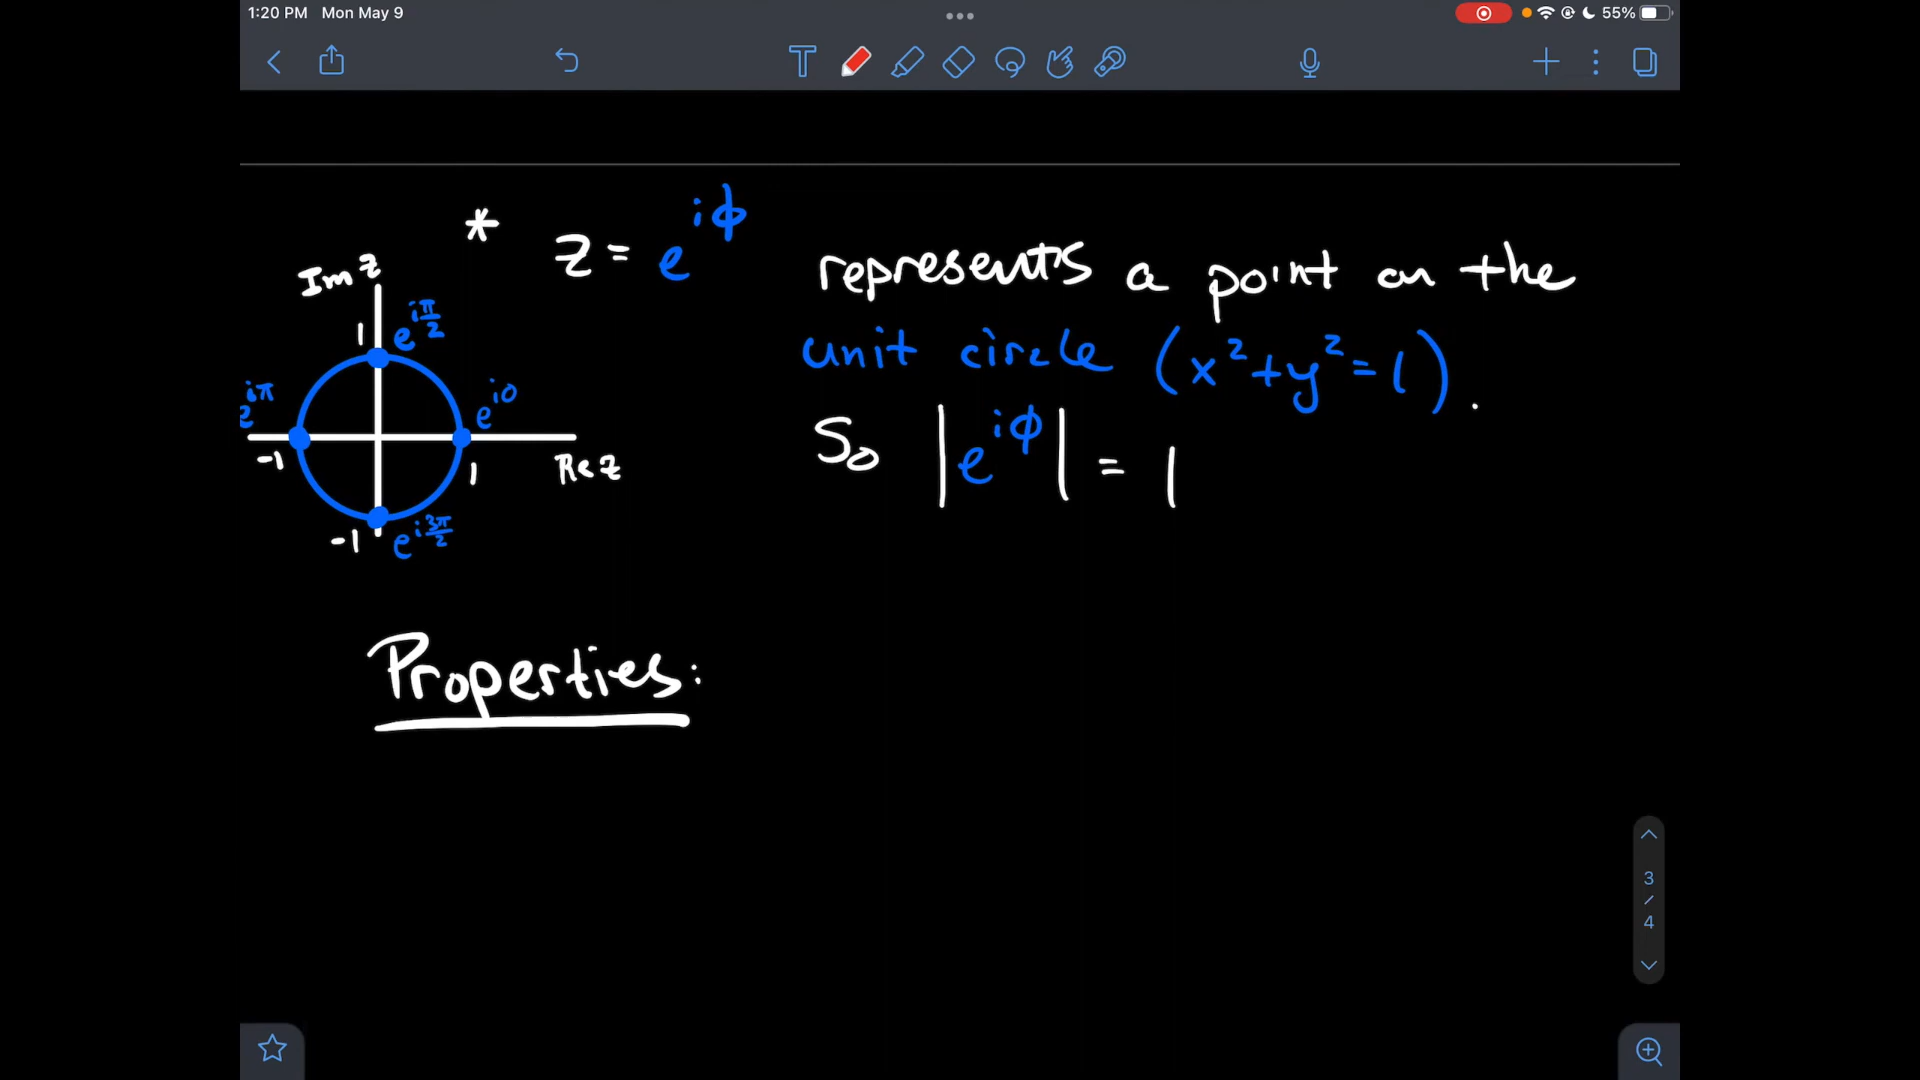 1:20 PM Mon May 9
55%
* z = e^{iϕ} represents a point on the
unit circle (x²+y²=1).
So |e^{iϕ}| = 1
Im z
1
e^{iπ/2}
e^{iπ}
e^{i0}
-1
1
Re z
-1
e^{i3π/2}
Properties:
3
/
4